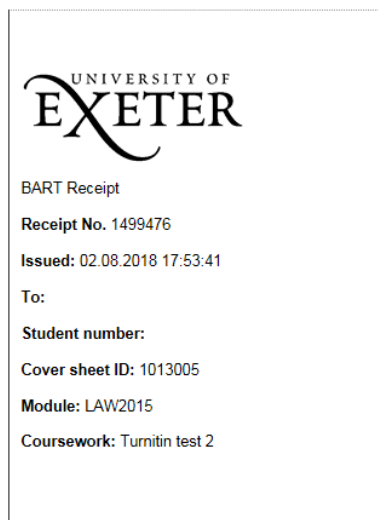 UNIVERSITY OF
EXETER
BART Receipt
Receipt No. 1499476
Issued: 02.08.2018 17:53:41
To:
Student number:
Cover sheet ID: 1013005
Module: LAW2015
Coursework: Turnitin test 2